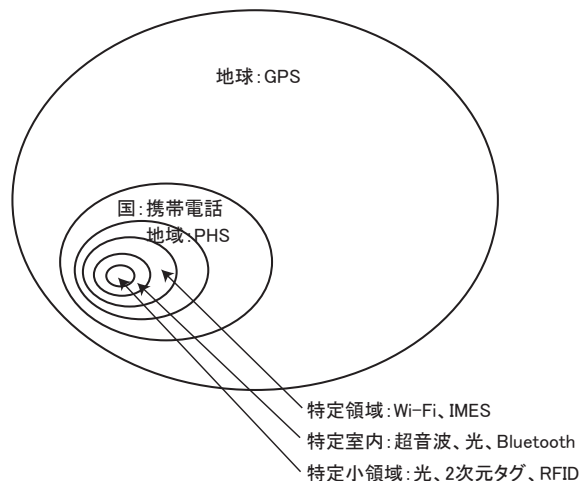 地球：GPS
国：携帯電話
地域：PHS
特定領域：Wi-Fi、IMES
特定室内：超音波、光、Bluetooth
特定小領域：光、2次元タグ、RFID